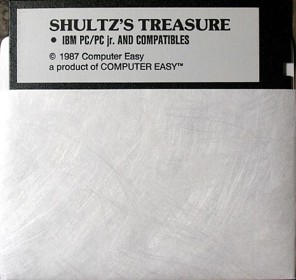 SHULTZ'S TREASURE
• IBM PC/PC jr. AND COMPATIBLES
© 1987 Computer Easy
a product of COMPUTER EASY™